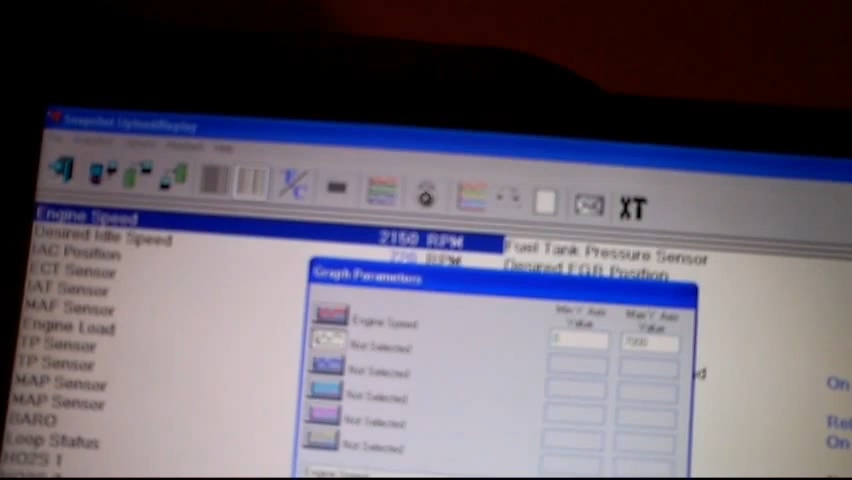 Snapshot Upload/Replay
XT
Engine Speed
2150 RPM
Desired Idle Speed
RPM
IAC Position
ECT Sensor
IAT Sensor
MAF Sensor
Engine Load
TP Sensor
TP Sensor
MAP Sensor
MAP Sensor
BARO
Loop Status
HO2S 1
Fuel Tank Pressure Sensor
Desired EGR Position
On
On
Graph Parameters
Min Y Axis Value
Max Y Axis Value
Engine Speed
0
7000
Not Selected
Not Selected
Not Selected
Not Selected
Not Selected
Engine Speed